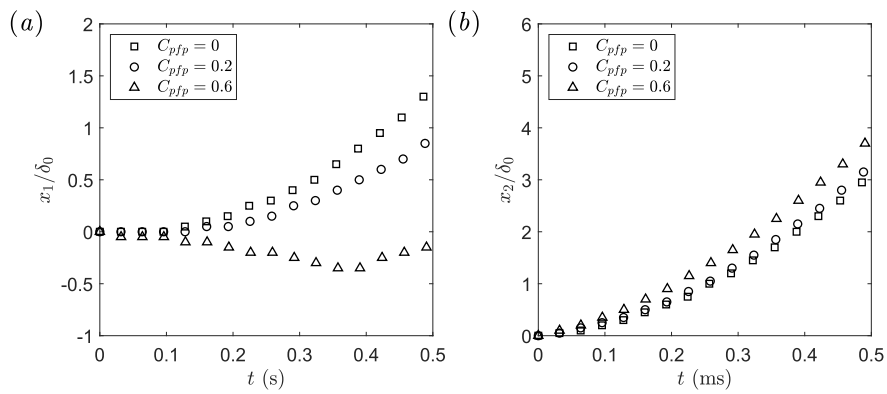 (a)
2
1.5
1
0.5
0
-0.5
-1
x₁/δ₀
C_pfp = 0
C_pfp = 0.2
C_pfp = 0.6
0 0.1 0.2 0.3 0.4 0.5
t (s)
(b)
6
5
4
3
2
1
0
x₂/δ₀
C_pfp = 0
C_pfp = 0.2
C_pfp = 0.6
0 0.1 0.2 0.3 0.4 0.5
t (ms)